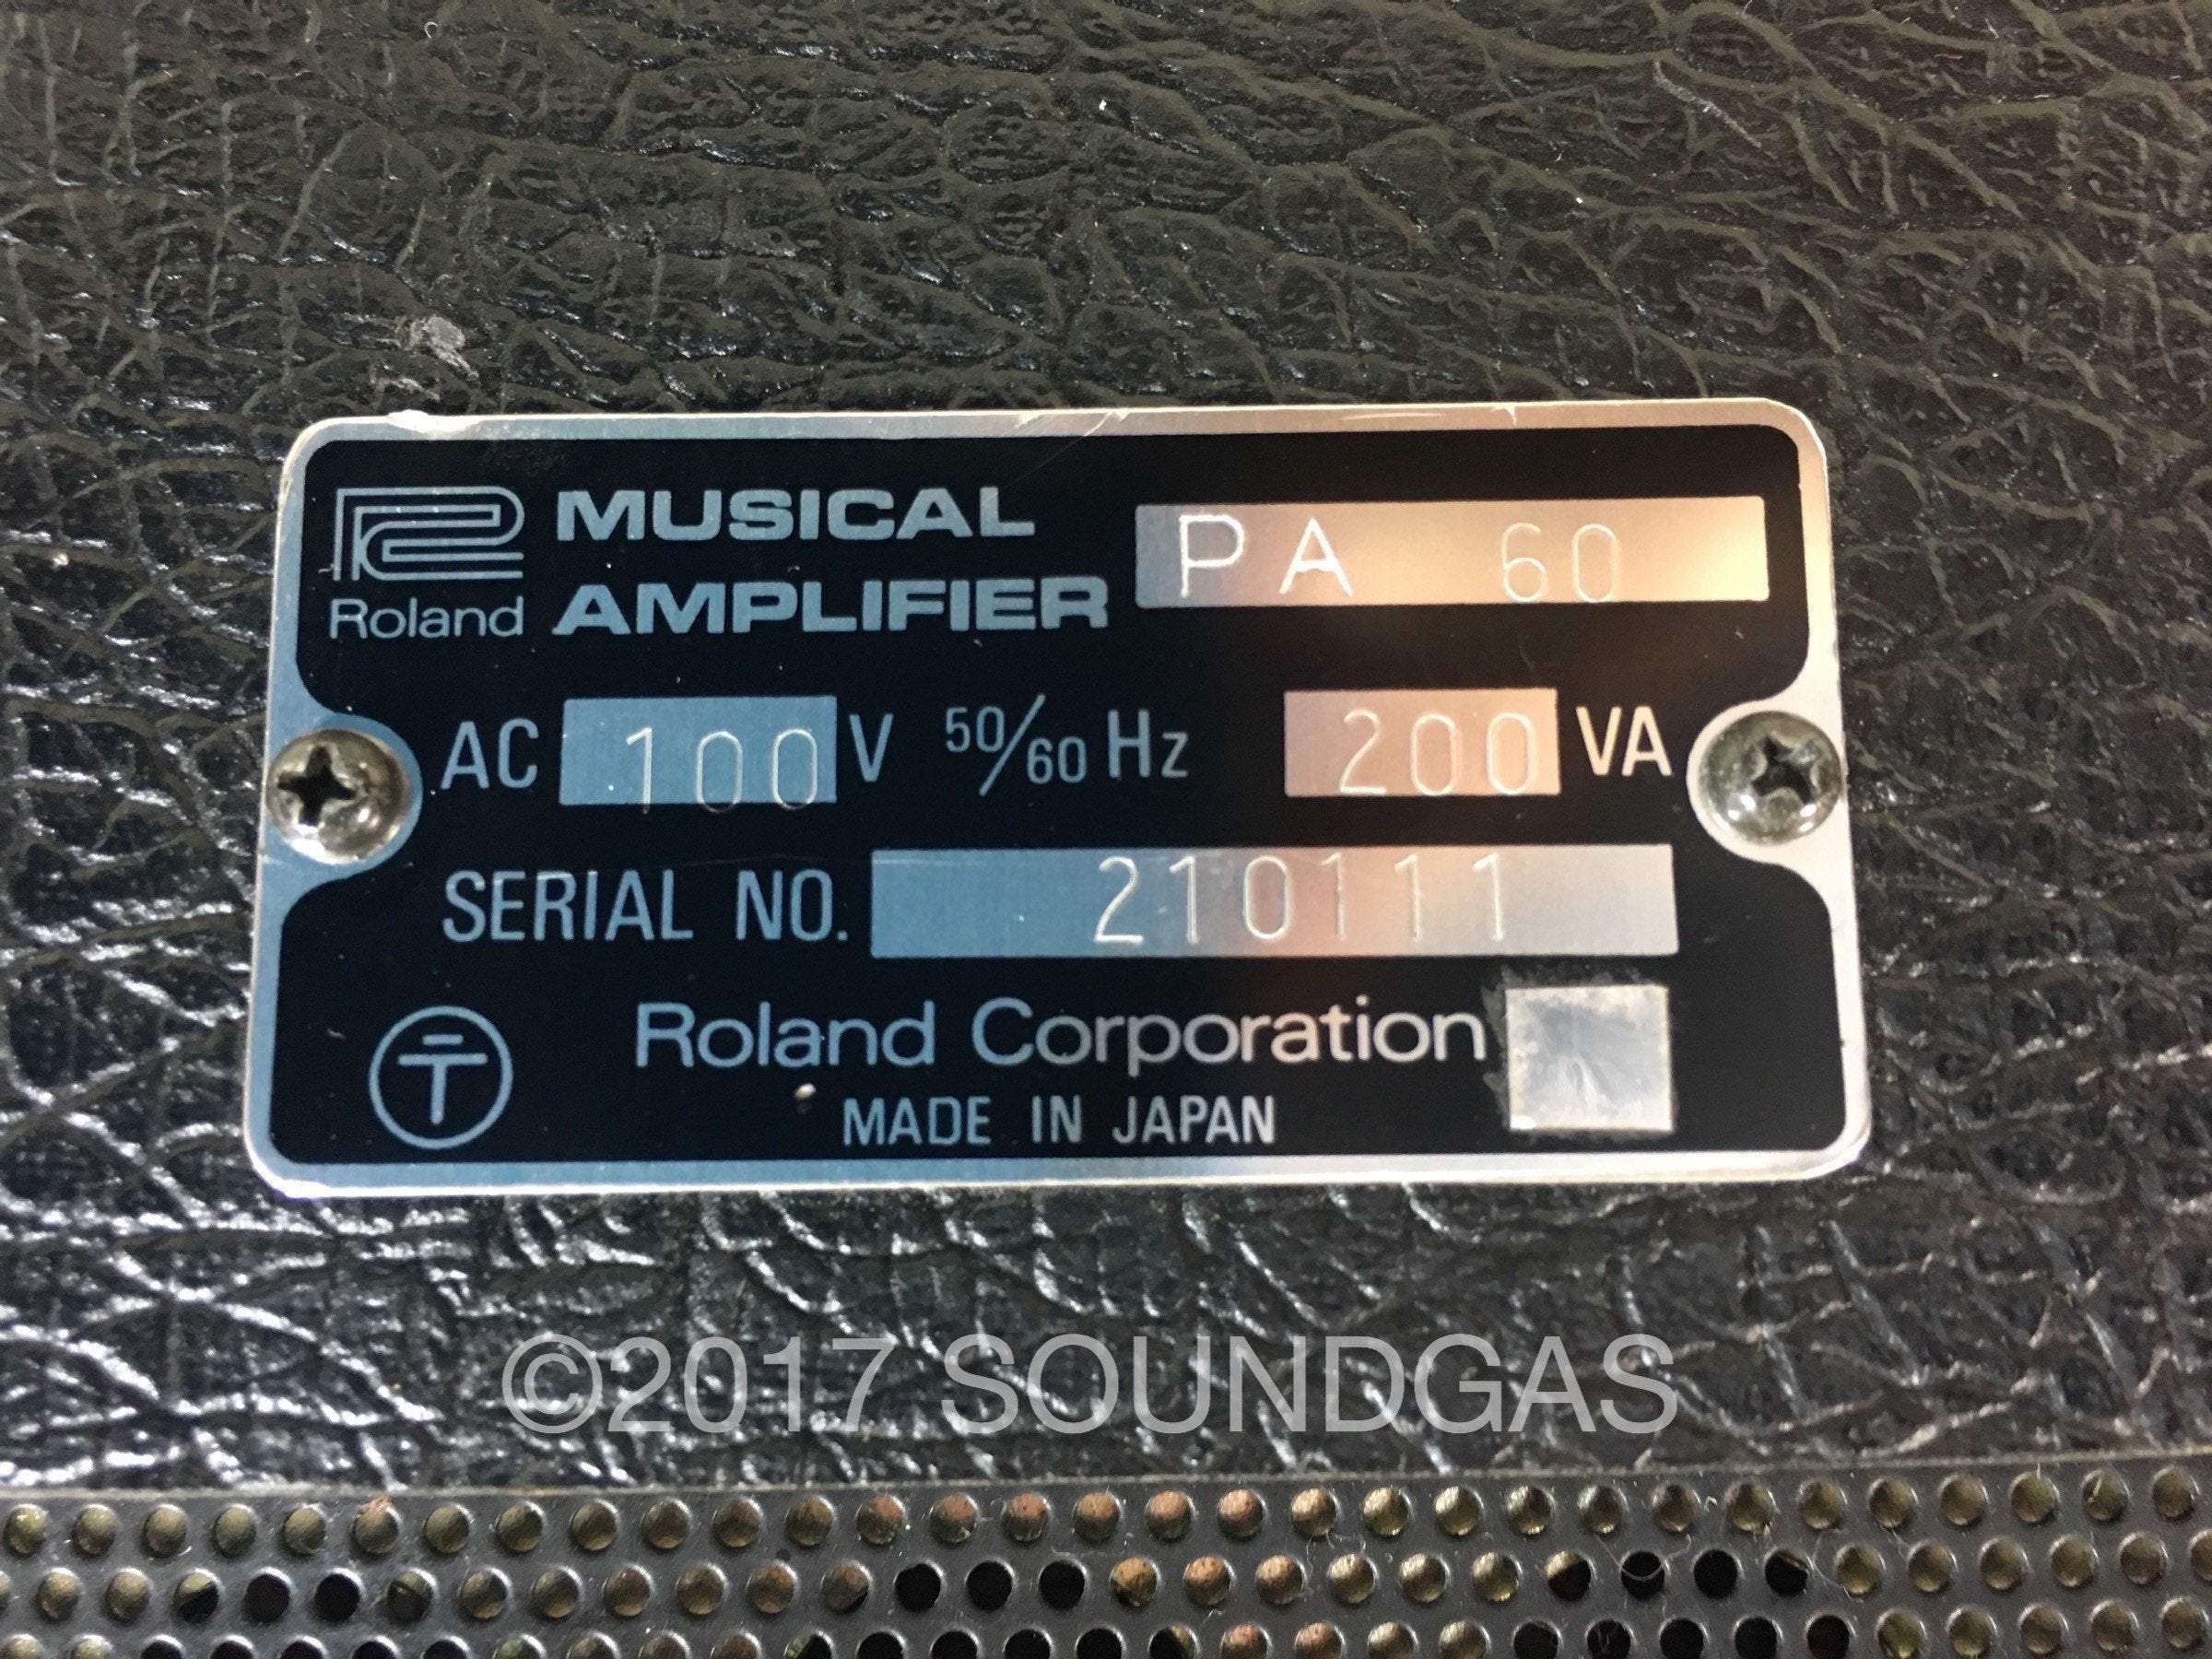 Roland MUSICAL AMPLIFIER PA 60
AC 100 V 50/60 Hz 200 VA
SERIAL NO. 210111
Roland Corporation
MADE IN JAPAN
©2017 SOUNDGAS